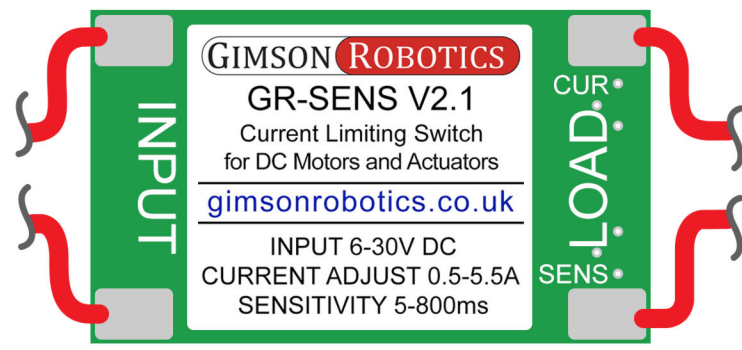 INPUT
GIMSON ROBOTICS
GR-SENS V2.1
Current Limiting Switch
for DC Motors and Actuators
gimsonrobotics.co.uk
INPUT 6-30V DC
CURRENT ADJUST 0.5-5.5A
SENSITIVITY 5-800ms
CUR
LOAD
SENS